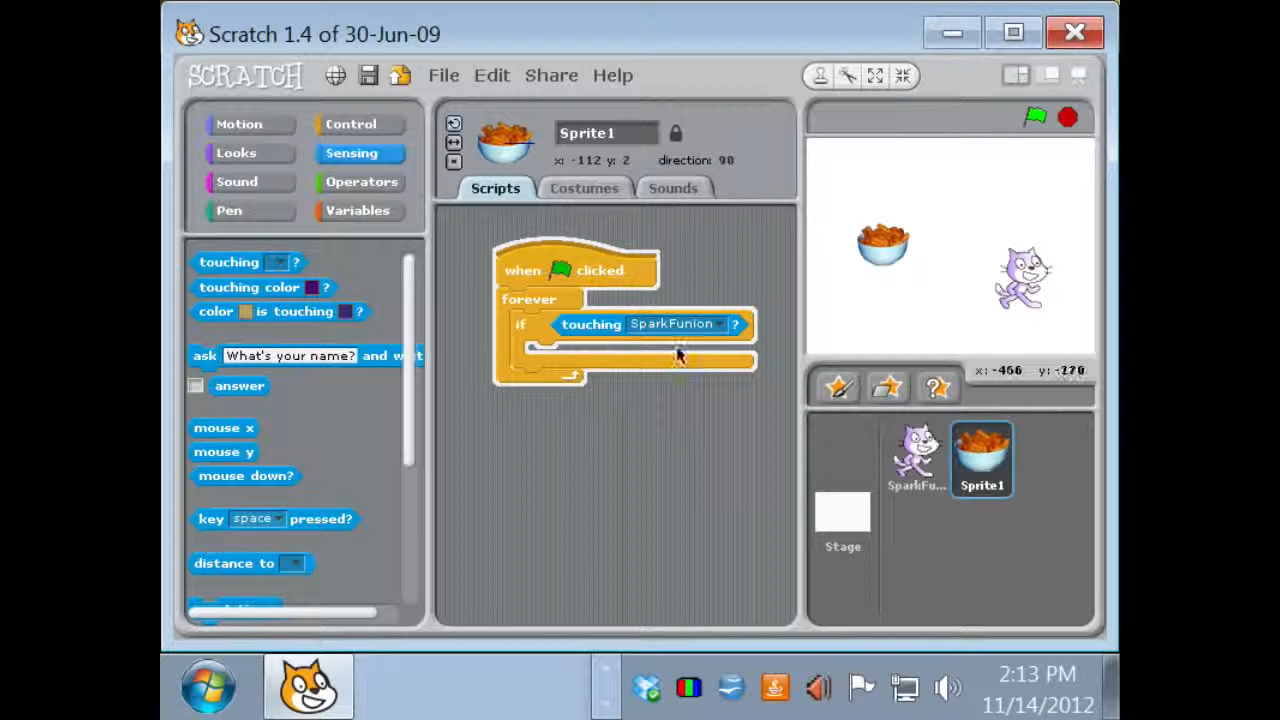 Scratch 1.4 of 30-Jun-09
SCRATCH
File Edit Share Help
Motion Control
Looks Sensing
Sound Operators
Pen Variables
Sprite1
x: -112 y: 2 direction: 90
Scripts Costumes Sounds
touching ?
touching color ?
color is touching ?
ask What's your name? and wait
answer
mouse x
mouse y
mouse down?
key space pressed?
distance to
when clicked
forever
if touching SparkFunion ?
x: -466 y: -270
SparkFu... Sprite1
Stage
2:13 PM
11/14/2012